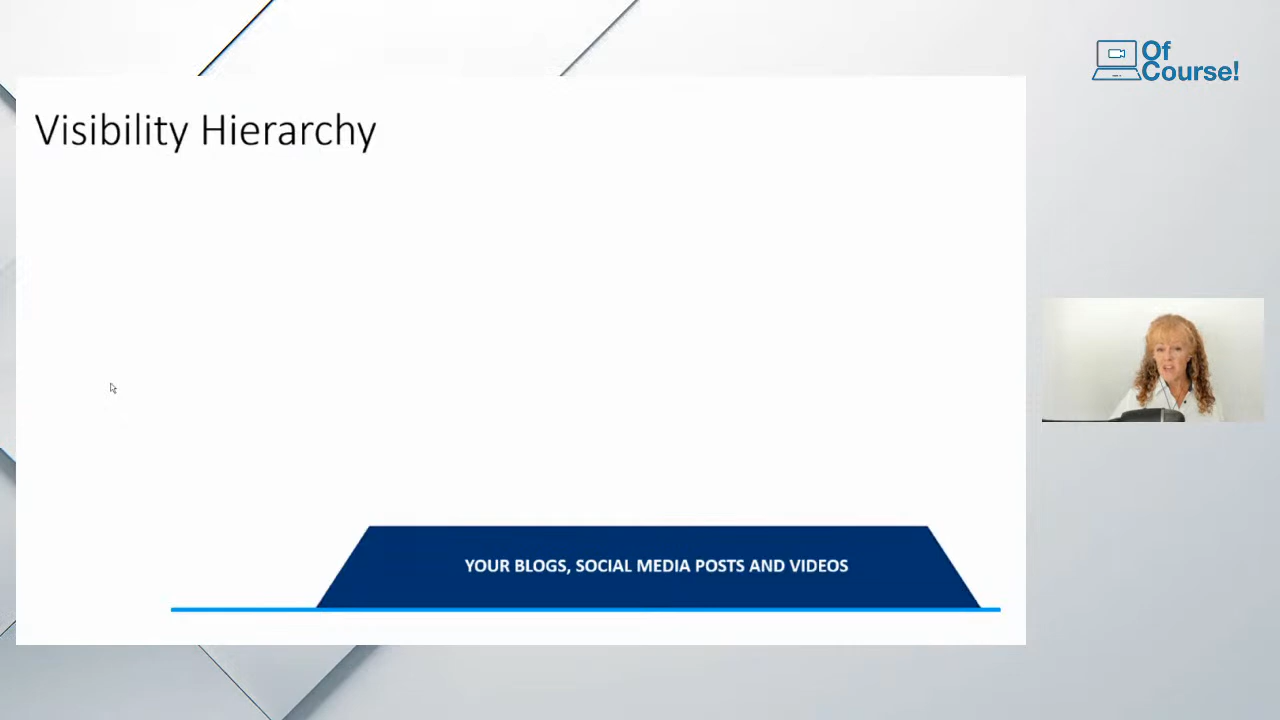 Of
Course!
Visibility Hierarchy
YOUR BLOGS, SOCIAL MEDIA POSTS AND VIDEOS